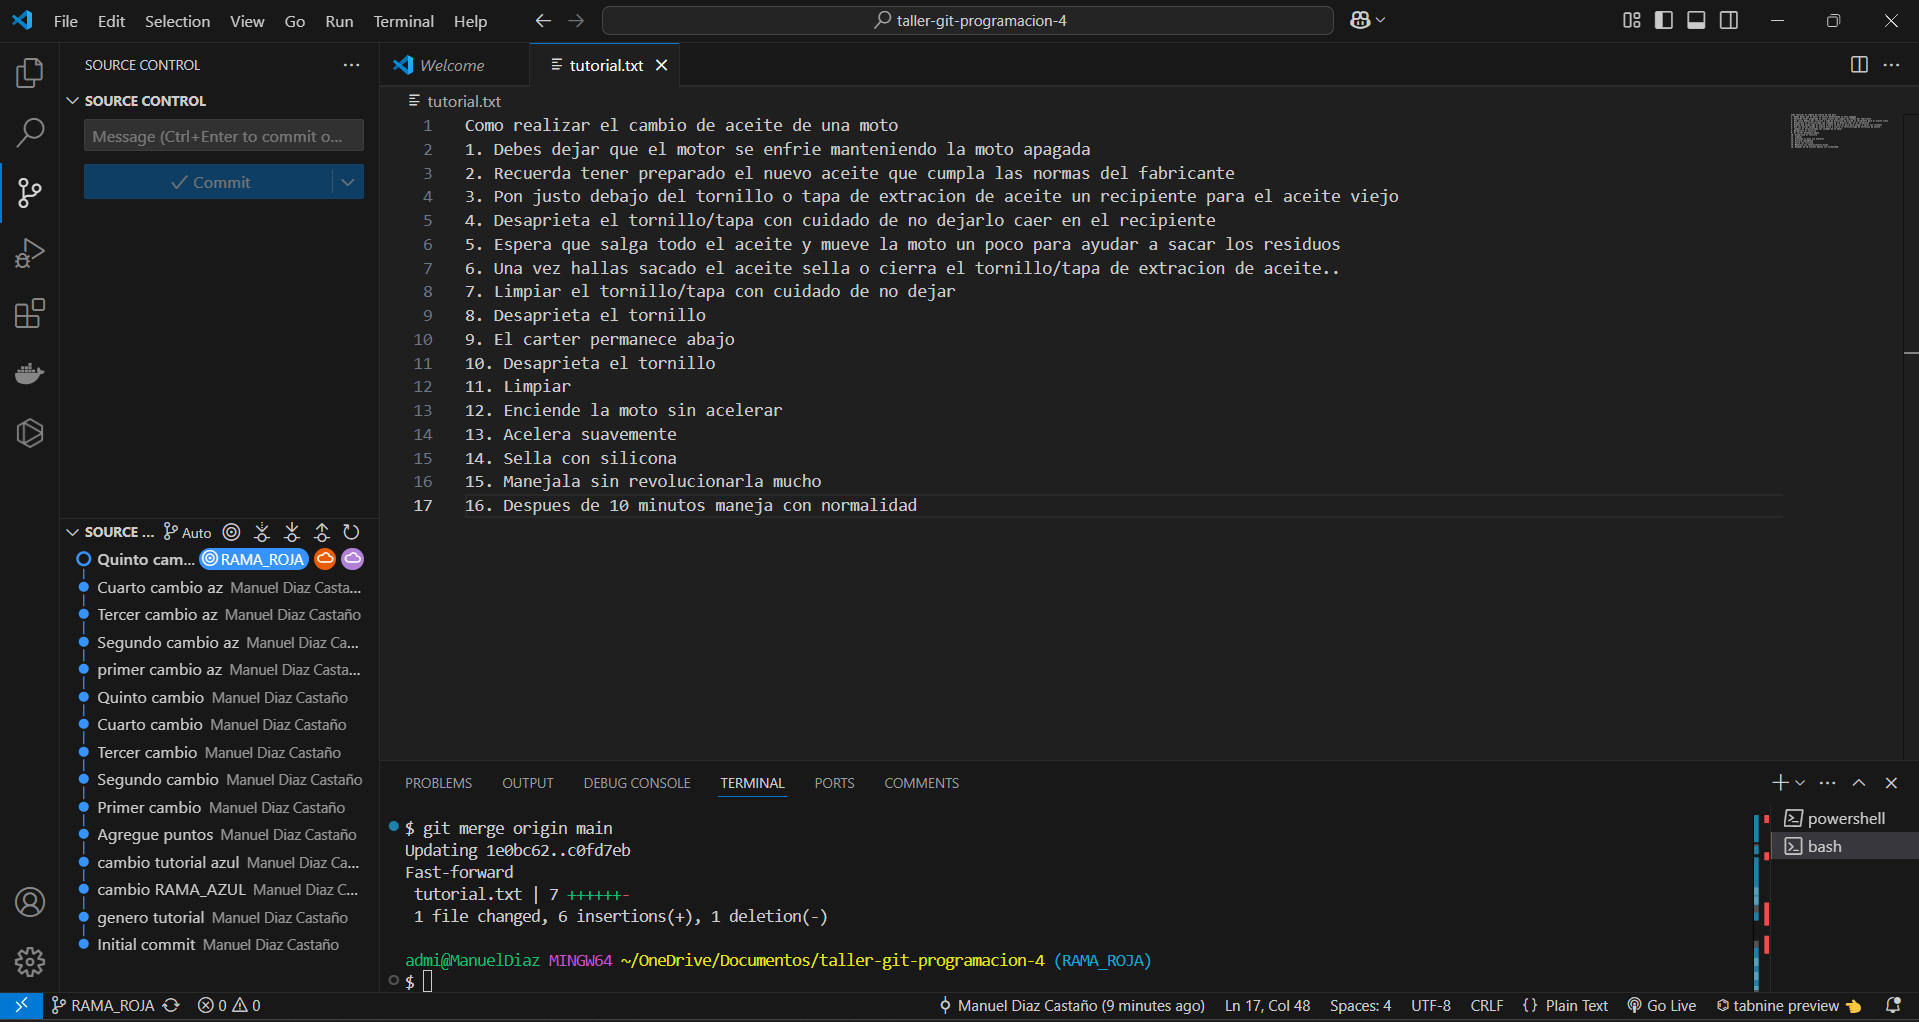 File Edit Selection View Go Run Terminal Help
taller-git-programacion-4
SOURCE CONTROL
SOURCE CONTROL
Message (Ctrl+Enter to commit o...
Commit
Welcome
tutorial.txt
tutorial.txt
1 Como realizar el cambio de aceite de una moto
2 1. Debes dejar que el motor se enfrie manteniendo la moto apagada
3 2. Recuerda tener preparado el nuevo aceite que cumpla las normas del fabricante
4 3. Pon justo debajo del tornillo o tapa de extracion de aceite un recipiente para el aceite viejo
5 4. Desaprieta el tornillo/tapa con cuidado de no dejarlo caer en el recipiente
6 5. Espera que salga todo el aceite y mueve la moto un poco para ayudar a sacar los residuos
7 6. Una vez hallas sacado el aceite sella o cierra el tornillo/tapa de extracion de aceite..
8 7. Limpiar el tornillo/tapa con cuidado de no dejar
9 8. Desaprieta el tornillo
10 9. El carter permanece abajo
11 10. Desaprieta el tornillo
12 11. Limpiar
13 12. Enciende la moto sin acelerar
14 13. Acelera suavemente
15 14. Sella con silicona
16 15. Manejala sin revolucionarla mucho
17 16. Despues de 10 minutos maneja con normalidad
SOURCE ... Auto
Quinto cam... RAMA_ROJA
Cuarto cambio az Manuel Diaz Casta...
Tercer cambio az Manuel Diaz Castaño
Segundo cambio az Manuel Diaz Ca...
primer cambio az Manuel Diaz Casta...
Quinto cambio Manuel Diaz Castaño
Cuarto cambio Manuel Diaz Castaño
Tercer cambio Manuel Diaz Castaño
Segundo cambio Manuel Diaz Castaño
Primer cambio Manuel Diaz Castaño
Agregue puntos Manuel Diaz Castaño
cambio tutorial azul Manuel Diaz Ca...
cambio RAMA_AZUL Manuel Diaz C...
genero tutorial Manuel Diaz Castaño
Initial commit Manuel Diaz Castaño
PROBLEMS OUTPUT DEBUG CONSOLE TERMINAL PORTS COMMENTS
$ git merge origin main
Updating 1e0bc62..c0fd7eb
Fast-forward
tutorial.txt | 7 ++++++-
1 file changed, 6 insertions(+), 1 deletion(-)
admi@ManuelDiaz MINGW64 ~/OneDrive/Documentos/taller-git-programacion-4 (RAMA_ROJA)
$
powershell
bash
RAMA_ROJA 0 0 Manuel Diaz Castaño (9 minutes ago) Ln 17, Col 48 Spaces: 4 UTF-8 CRLF {} Plain Text Go Live tabnine preview